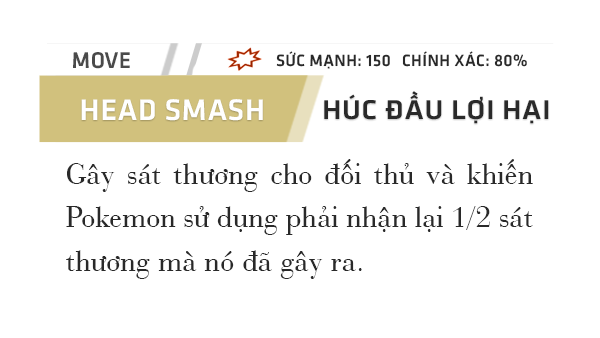 MOVE SỨC MẠNH: 150 CHÍNH XÁC: 80%
HEAD SMASH HÚC ĐẦU LỢI HẠI
Gây sát thương cho đối thủ và khiến
Pokemon sử dụng phải nhận lại 1/2 sát
thương mà nó đã gây ra.